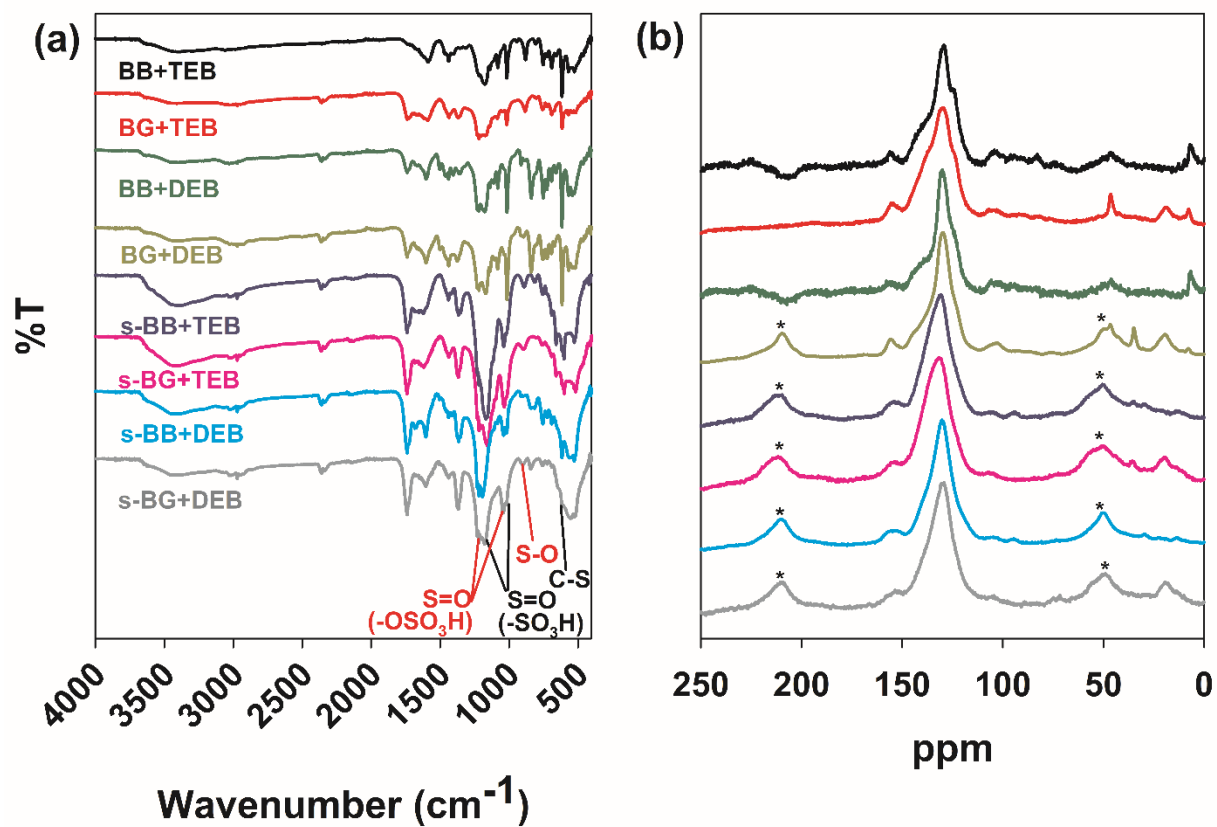 (a)
BB+TEB
BG+TEB
BB+DEB
BG+DEB
s-BB+TEB
s-BG+TEB
s-BB+DEB
s-BG+DEB
S-O
C-S
S=O
(-OSO₃H)
S=O
(-SO₃H)
%T
4000 3500 3000 2500 2000 1500 1000 500
Wavenumber (cm⁻¹)
(b)
* *
* *
* *
* *
* *
250 200 150 100 50 0
ppm